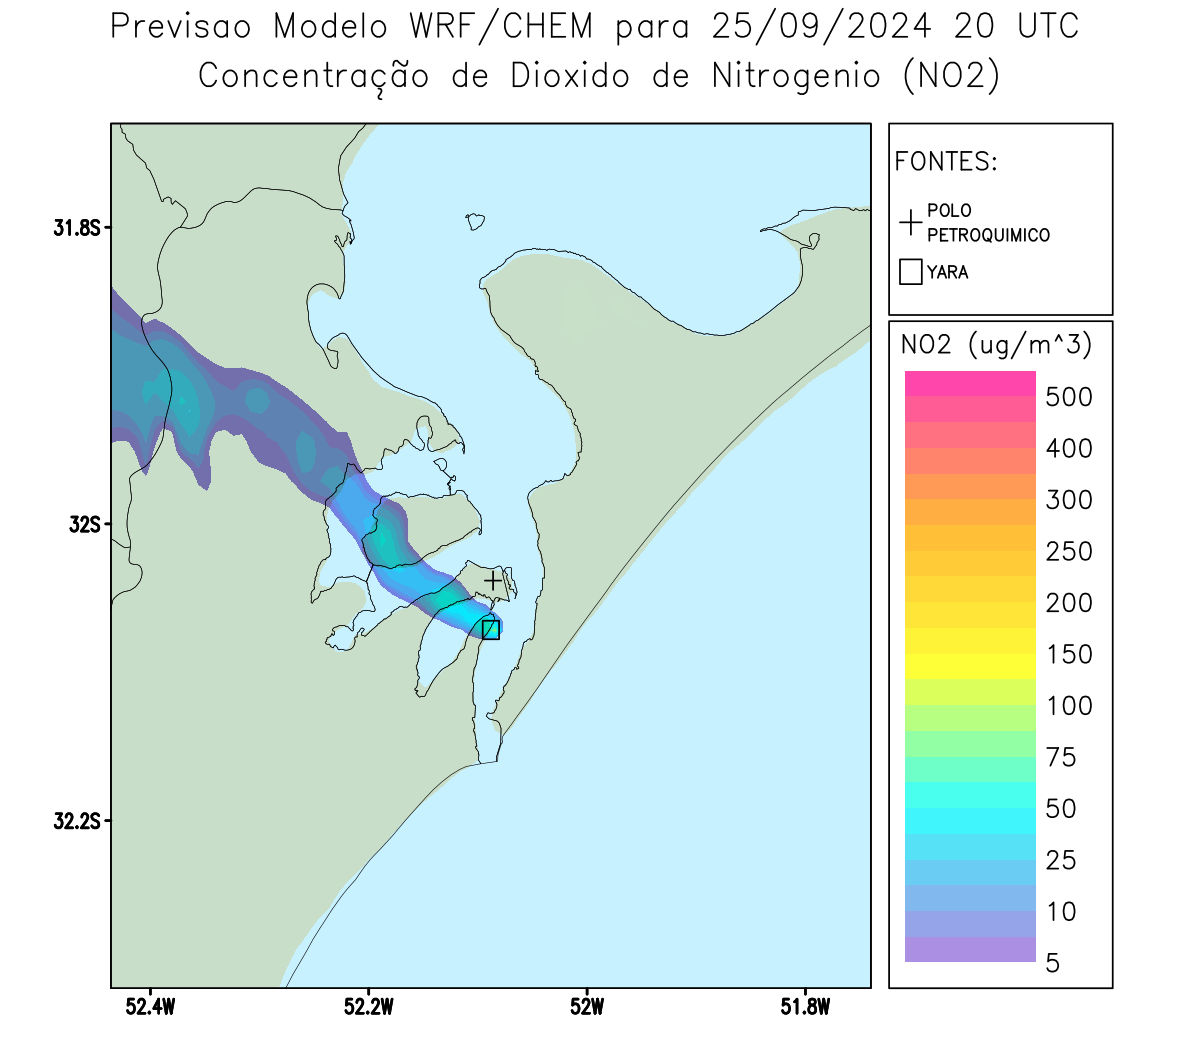 Previsao Modelo WRF/CHEM para 25/09/2024 20 UTC
Concentração de Dioxido de Nitrogenio (NO2)
FONTES:
POLO
PETROQUIMICO
YARA
31.8S
32S
32.2S
52.4W
52.2W
52W
51.8W
NO2 (ug/m^3)
500
400
300
250
200
150
100
75
50
25
10
5